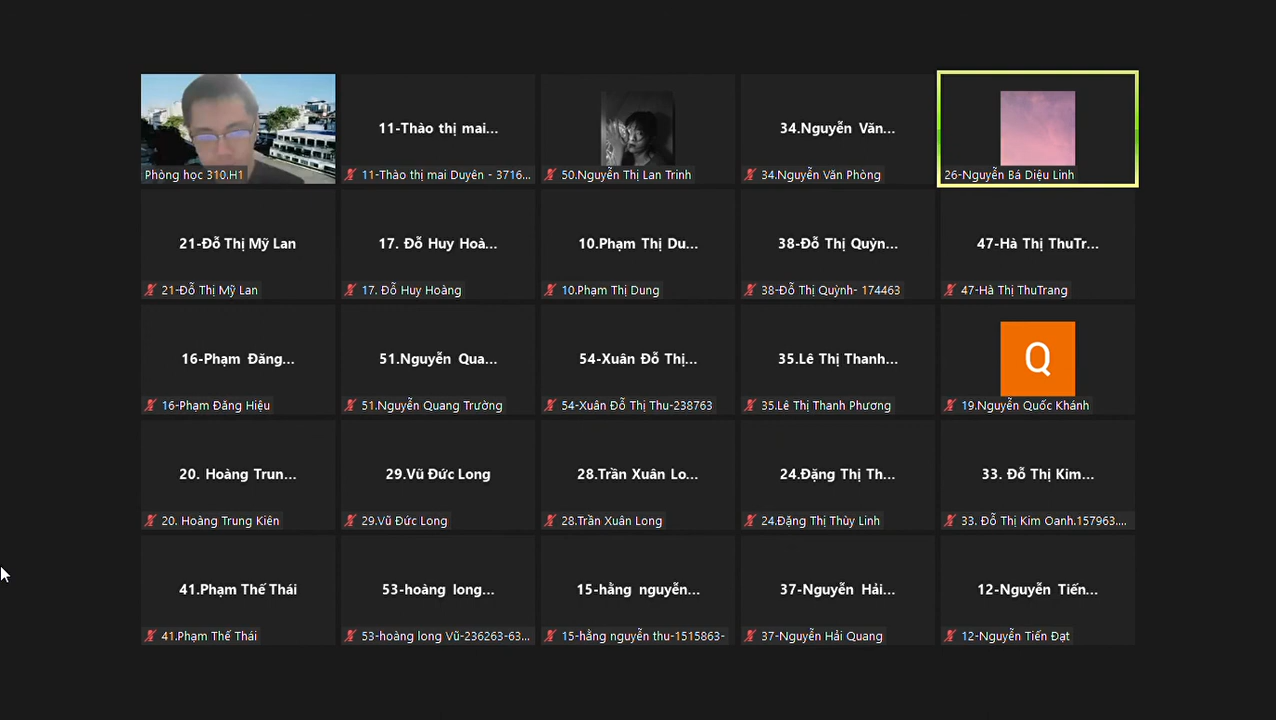 Phòng học 310.H1
11-Thào thị mai...
11-Thào thị mai Duyên - 3716...
50.Nguyễn Thị Lan Trinh
34.Nguyễn Văn...
34.Nguyễn Văn Phòng
26-Nguyễn Bá Diệu Linh
21-Đỗ Thị Mỹ Lan
21-Đỗ Thị Mỹ Lan
17. Đỗ Huy Hoà...
17. Đỗ Huy Hoàng
10.Phạm Thị Du...
10.Phạm Thị Dung
38-Đỗ Thị Quỳn...
38-Đỗ Thị Quỳnh- 174463
47-Hà Thị ThuTr...
47-Hà Thị ThuTrang
16-Phạm Đăng...
16-Phạm Đăng Hiệu
51.Nguyễn Qua...
51.Nguyễn Quang Trường
54-Xuân Đỗ Thị...
54-Xuân Đỗ Thị Thu-238763
35.Lê Thị Thanh...
35.Lê Thị Thanh Phương
Q
19.Nguyễn Quốc Khánh
20. Hoàng Trun...
20. Hoàng Trung Kiên
29.Vũ Đức Long
29.Vũ Đức Long
28.Trần Xuân Lo...
28.Trần Xuân Long
24.Đặng Thị Th...
24.Đặng Thị Thùy Linh
33. Đỗ Thị Kim...
33. Đỗ Thị Kim Oanh.157963....
41.Phạm Thế Thái
41.Phạm Thế Thái
53-hoàng long...
53-hoàng long Vũ-236263-63...
15-hằng nguyễn...
15-hằng nguyễn thu-1515863-
37-Nguyễn Hải...
37-Nguyễn Hải Quang
12-Nguyễn Tiến...
12-Nguyễn Tiến Đạt